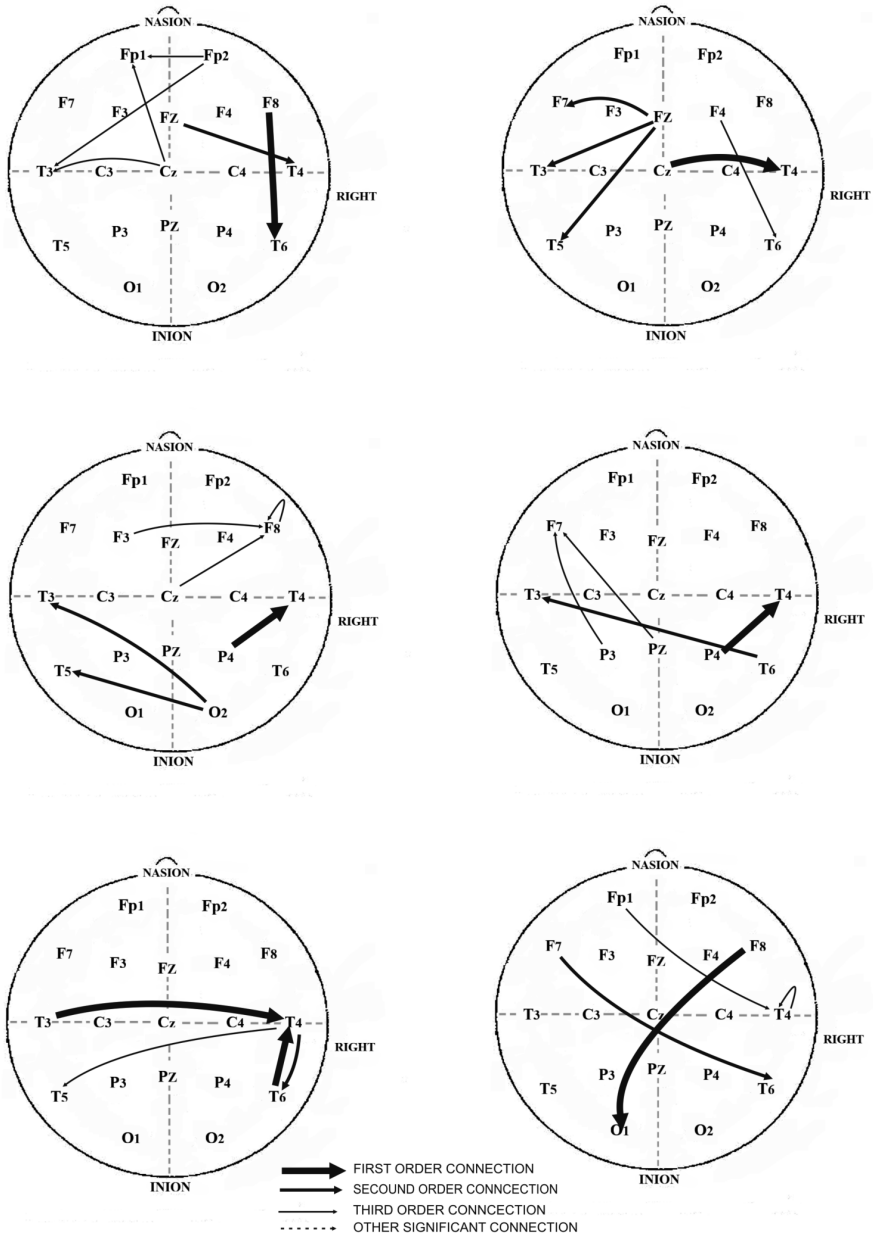 NASION
Fp1 Fp2
F7 F3 FZ F4 F8
T3 C3 Cz C4 T4
RIGHT
T5 P3 PZ P4 T6
O1 O2
INION
NASION
Fp1 Fp2
F7 F3 FZ F4 F8
T3 C3 Cz C4 T4
RIGHT
T5 P3 PZ P4 T6
O1 O2
INION
NASION
Fp1 Fp2
F7 F3 FZ F4 F8
T3 C3 Cz C4 T4
RIGHT
T5 P3 PZ P4 T6
O1 O2
INION
NASION
Fp1 Fp2
F7 F3 FZ F4 F8
T3 C3 Cz C4 T4
RIGHT
T5 P3 PZ P4 T6
O1 O2
INION
NASION
Fp1 Fp2
F7 F3 FZ F4 F8
T3 C3 Cz C4 T4
RIGHT
T5 P3 PZ P4 T6
O1 O2
INION
NASION
Fp1 Fp2
F7 F3 FZ F4 F8
T3 C3 Cz C4 T4
RIGHT
T5 P3 PZ P4 T6
O1 O2
INION
FIRST ORDER CONNECTION
SECOUND ORDER CONNCECTION
THIRD ORDER CONNCECTION
OTHER SIGNIFICANT CONNECTION